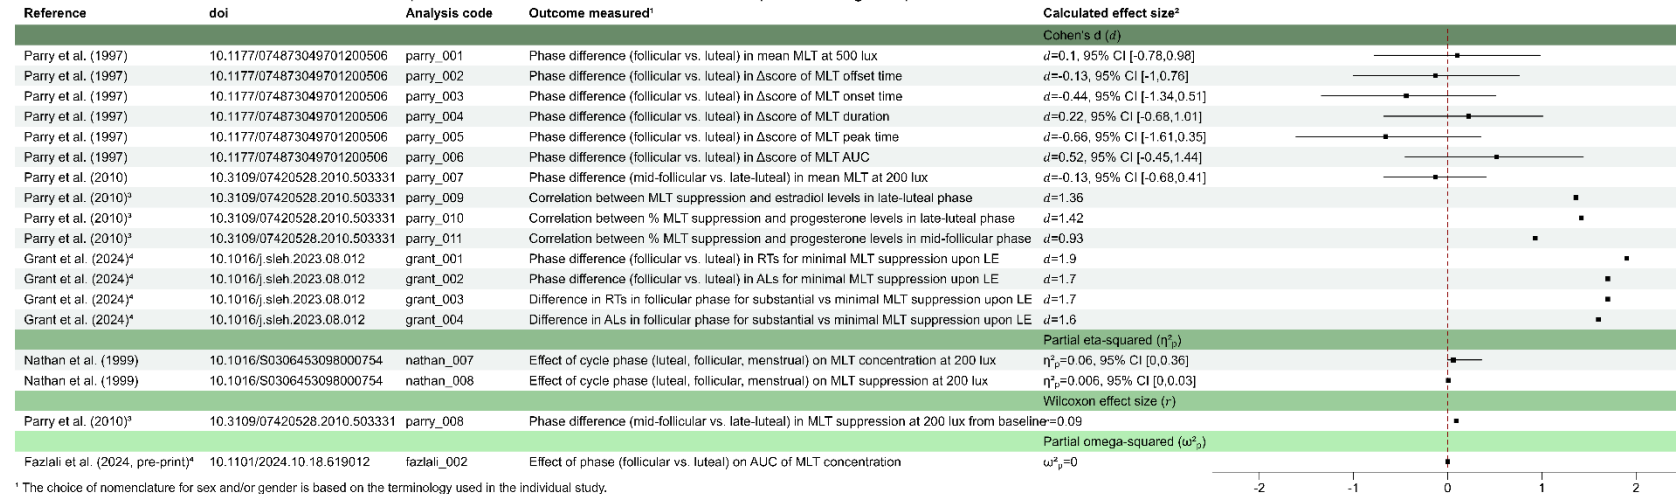 Reference doi Analysis code Outcome measured¹ Calculated effect size²
Cohen's d (d)
Parry et al. (1997) 10.1177/074873049701200506 parry_001 Phase difference (follicular vs. luteal) in mean MLT at 500 lux d=0.1, 95% CI [-0.78,0.98]
Parry et al. (1997) 10.1177/074873049701200506 parry_002 Phase difference (follicular vs. luteal) in Δscore of MLT offset time d=-0.13, 95% CI [-1,0.76]
Parry et al. (1997) 10.1177/074873049701200506 parry_003 Phase difference (follicular vs. luteal) in Δscore of MLT onset time d=-0.44, 95% CI [-1.34,0.51]
Parry et al. (1997) 10.1177/074873049701200506 parry_004 Phase difference (follicular vs. luteal) in Δscore of MLT duration d=0.22, 95% CI [-0.68,1.01]
Parry et al. (1997) 10.1177/074873049701200506 parry_005 Phase difference (follicular vs. luteal) in Δscore of MLT peak time d=-0.66, 95% CI [-1.61,0.35]
Parry et al. (1997) 10.1177/074873049701200506 parry_006 Phase difference (follicular vs. luteal) in Δscore of MLT AUC d=0.52, 95% CI [-0.45,1.44]
Parry et al. (2010) 10.3109/07420528.2010.503331 parry_007 Phase difference (mid-follicular vs. late-luteal) in mean MLT at 200 lux d=-0.13, 95% CI [-0.68,0.41]
Parry et al. (2010)³ 10.3109/07420528.2010.503331 parry_009 Correlation between MLT suppression and estradiol levels in late-luteal phase d=1.36
Parry et al. (2010)³ 10.3109/07420528.2010.503331 parry_010 Correlation between % MLT suppression and progesterone levels in late-luteal phase d=1.42
Parry et al. (2010)³ 10.3109/07420528.2010.503331 parry_011 Correlation between % MLT suppression and progesterone levels in mid-follicular phase d=0.93
Grant et al. (2024)⁴ 10.1016/j.sleh.2023.08.012 grant_001 Phase difference (follicular vs. luteal) in RTs for minimal MLT suppression upon LE d=1.9
Grant et al. (2024)⁴ 10.1016/j.sleh.2023.08.012 grant_002 Phase difference (follicular vs. luteal) in ALs for minimal MLT suppression upon LE d=1.7
Grant et al. (2024)⁴ 10.1016/j.sleh.2023.08.012 grant_003 Difference in RTs in follicular phase for substantial vs minimal MLT suppression upon LE d=1.7
Grant et al. (2024)⁴ 10.1016/j.sleh.2023.08.012 grant_004 Difference in ALs in follicular phase for substantial vs minimal MLT suppression upon LE d=1.6
Partial eta-squared (η²ₚ)
Nathan et al. (1999) 10.1016/S0306453098000754 nathan_007 Effect of cycle phase (luteal, follicular, menstrual) on MLT concentration at 200 lux η²ₚ=0.06, 95% CI [0,0.36]
Nathan et al. (1999) 10.1016/S0306453098000754 nathan_008 Effect of cycle phase (luteal, follicular, menstrual) on MLT suppression at 200 lux η²ₚ=0.006, 95% CI [0,0.03]
Wilcoxon effect size (r)
Parry et al. (2010)³ 10.3109/07420528.2010.503331 parry_008 Phase difference (mid-follicular vs. late-luteal) in MLT suppression at 200 lux from baseline =0.09
Partial omega-squared (ω²ₚ)
Fazlali et al. (2024, pre-print)⁴ 10.1101/2024.10.18.619012 fazlali_002 Effect of phase (follicular vs. luteal) on AUC of MLT concentration ω²ₚ=0
-2 -1 0 1 2
¹ The choice of nomenclature for sex and/or gender is based on the terminology used in the individual study.